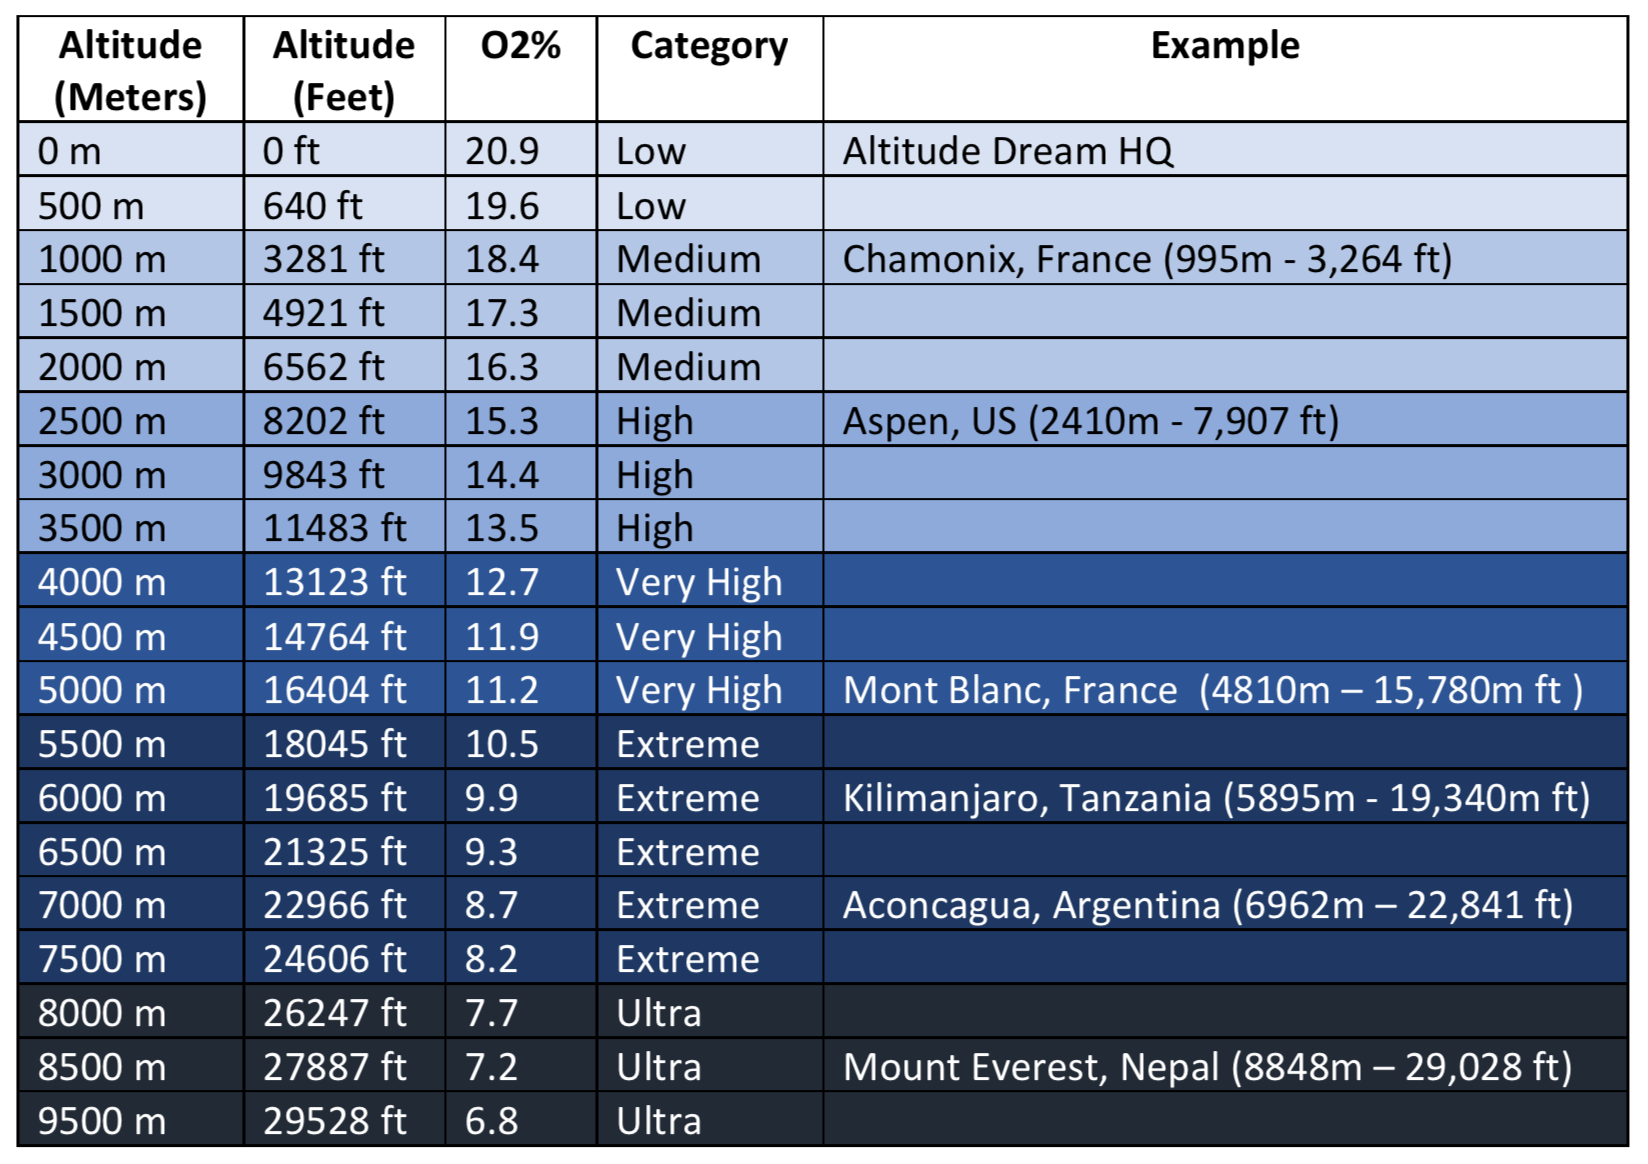 Altitude (Meters) Altitude (Feet) O2% Category Example
0 m 0 ft 20.9 Low Altitude Dream HQ
500 m 640 ft 19.6 Low
1000 m 3281 ft 18.4 Medium Chamonix, France (995m - 3,264 ft)
1500 m 4921 ft 17.3 Medium
2000 m 6562 ft 16.3 Medium
2500 m 8202 ft 15.3 High Aspen, US (2410m - 7,907 ft)
3000 m 9843 ft 14.4 High
3500 m 11483 ft 13.5 High
4000 m 13123 ft 12.7 Very High
4500 m 14764 ft 11.9 Very High
5000 m 16404 ft 11.2 Very High Mont Blanc, France (4810m – 15,780m ft )
5500 m 18045 ft 10.5 Extreme
6000 m 19685 ft 9.9 Extreme Kilimanjaro, Tanzania (5895m - 19,340m ft)
6500 m 21325 ft 9.3 Extreme
7000 m 22966 ft 8.7 Extreme Aconcagua, Argentina (6962m – 22,841 ft)
7500 m 24606 ft 8.2 Extreme
8000 m 26247 ft 7.7 Ultra
8500 m 27887 ft 7.2 Ultra Mount Everest, Nepal (8848m – 29,028 ft)
9500 m 29528 ft 6.8 Ultra